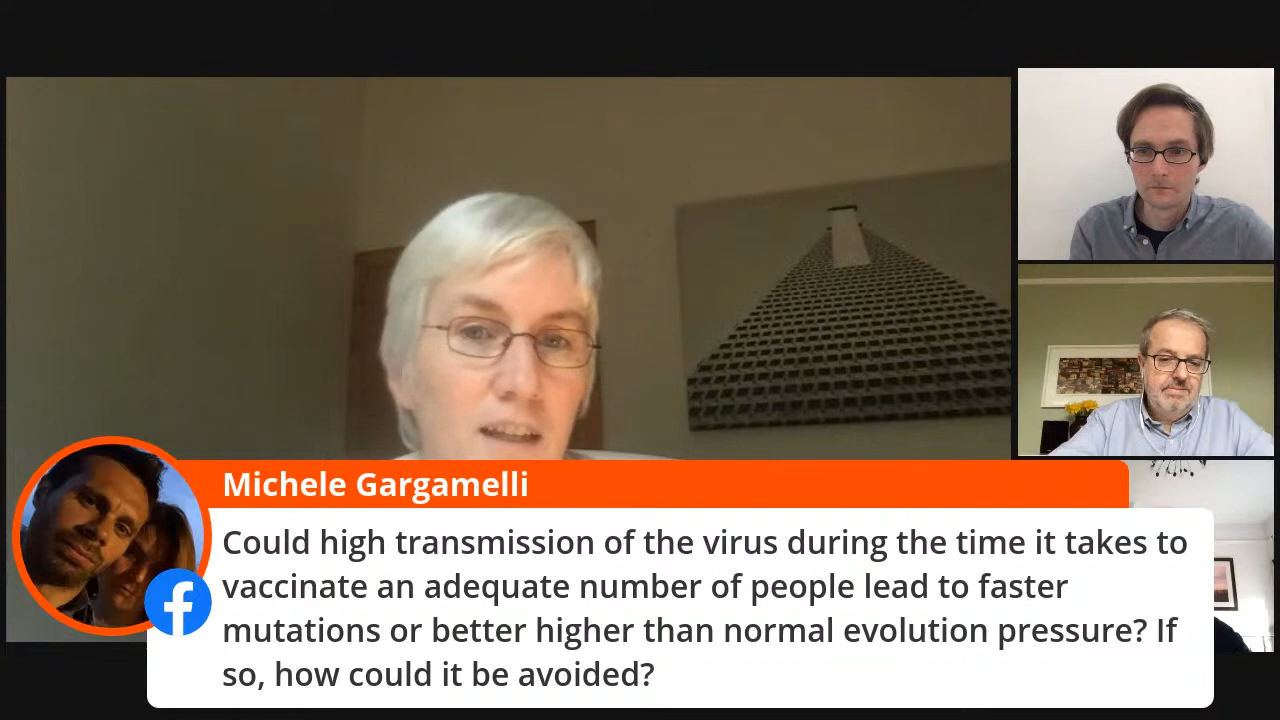 Michele Gargamelli
Could high transmission of the virus during the time it takes to
vaccinate an adequate number of people lead to faster
mutations or better higher than normal evolution pressure? If
so, how could it be avoided?